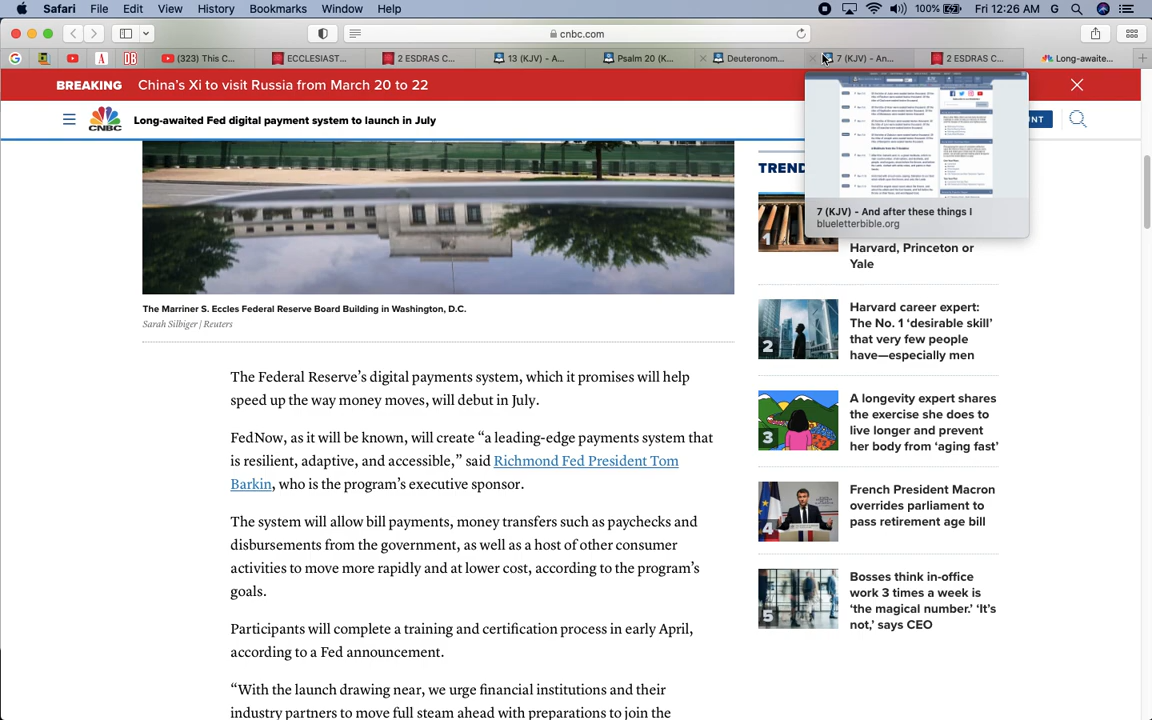 Safari File Edit View History Bookmarks Window Help 100% Fri 12:26 AM G
cnbc.com
(323) This C... ECCLESIAST... 2 ESDRAS C... 13 (KJV) - A... Psalm 20 (K... Deuteronom... 7 (KJV) - An... 2 ESDRAS C... Long-awaite...
BREAKING China's Xi to visit Russia from March 20 to 22
CNBC Long-awaited Fed digital payment system to launch in July
NT
7 (KJV) - And after these things I
blueletterbible.org
TREND
1
Harvard, Princeton or
Yale
The Marriner S. Eccles Federal Reserve Board Building in Washington, D.C.
Sarah Silbiger | Reuters
The Federal Reserve's digital payments system, which it promises will help
speed up the way money moves, will debut in July.
FedNow, as it will be known, will create “a leading-edge payments system that
is resilient, adaptive, and accessible,” said Richmond Fed President Tom
Barkin, who is the program's executive sponsor.
The system will allow bill payments, money transfers such as paychecks and
disbursements from the government, as well as a host of other consumer
activities to move more rapidly and at lower cost, according to the program's
goals.
Participants will complete a training and certification process in early April,
according to a Fed announcement.
“With the launch drawing near, we urge financial institutions and their
industry partners to move full steam ahead with preparations to join the
2
Harvard career expert:
The No. 1 ‘desirable skill’
that very few people
have—especially men
3
A longevity expert shares
the exercise she does to
live longer and prevent
her body from ‘aging fast’
4
French President Macron
overrides parliament to
pass retirement age bill
5
Bosses think in-office
work 3 times a week is
‘the magical number.’ ‘It's
not,’ says CEO